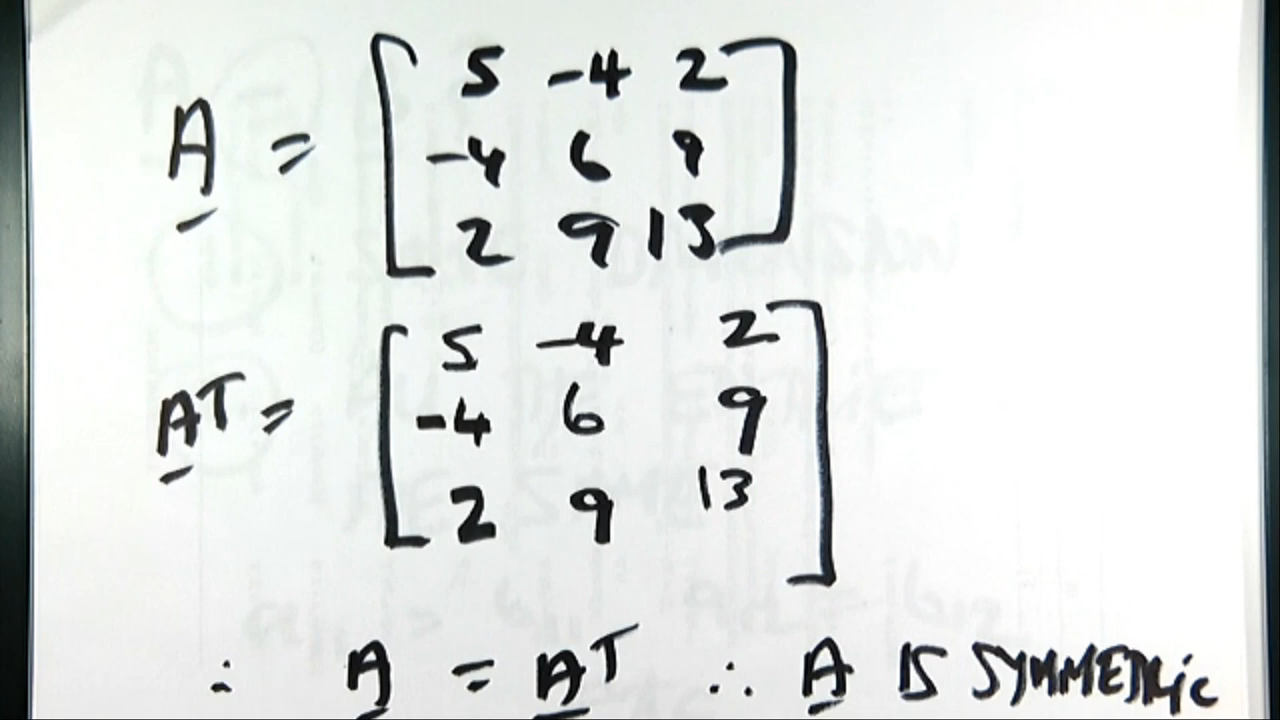 5 -4 2
A = -4 6 9
2 9 13
5 -4 2
AT = -4 6 9
2 9 13
∴ A = AT ∴ A IS SYMMETRIC